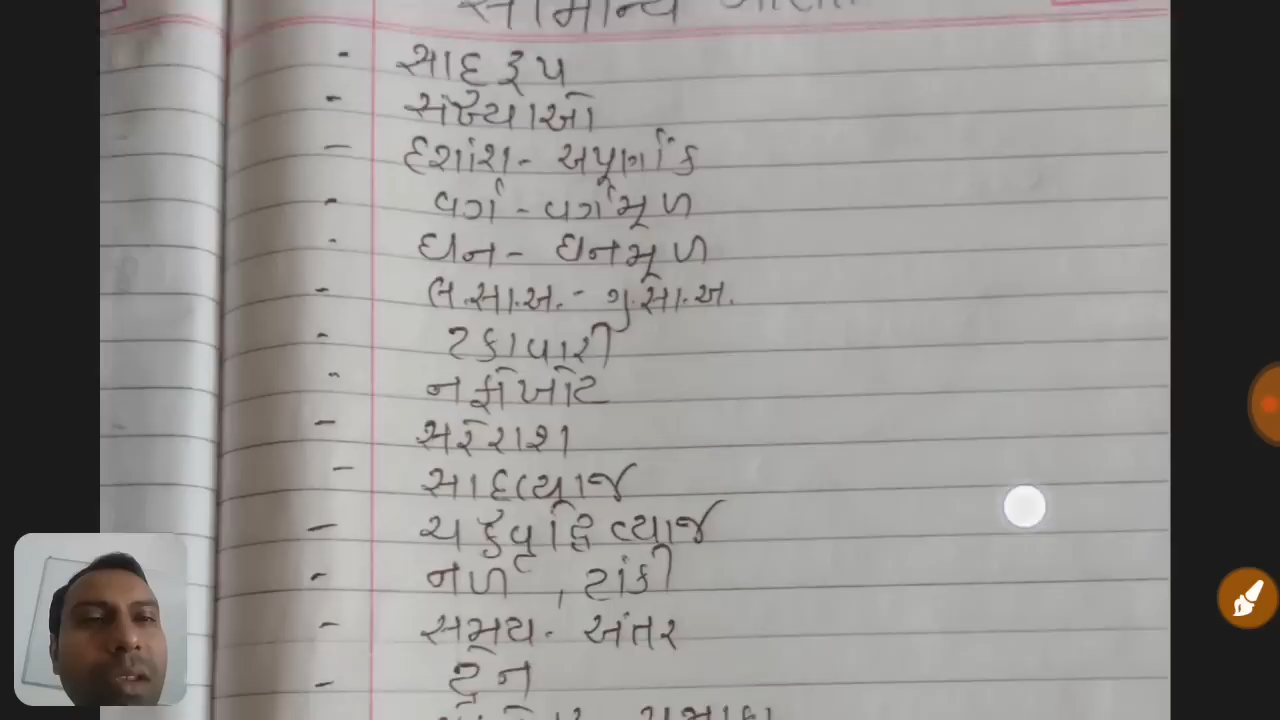 સામાન્ય
- સાદુરૂપ
- સંખ્યાઓ
- દશાંશ- અપૂર્ણાંક
- વર્ગ - વર્ગમૂળ
- ઘન - ઘનમૂળ
- લ.સા.અ. - ગુ.સા.અ.
- ટકાવારી
- નફોખોટ
- સરેરાશ
- સાદુવ્યાજ
- ચક્રવૃદ્ધિ વ્યાજ
- નળ , ટાંકી
- સમય - અંતર
- ટ્રેન